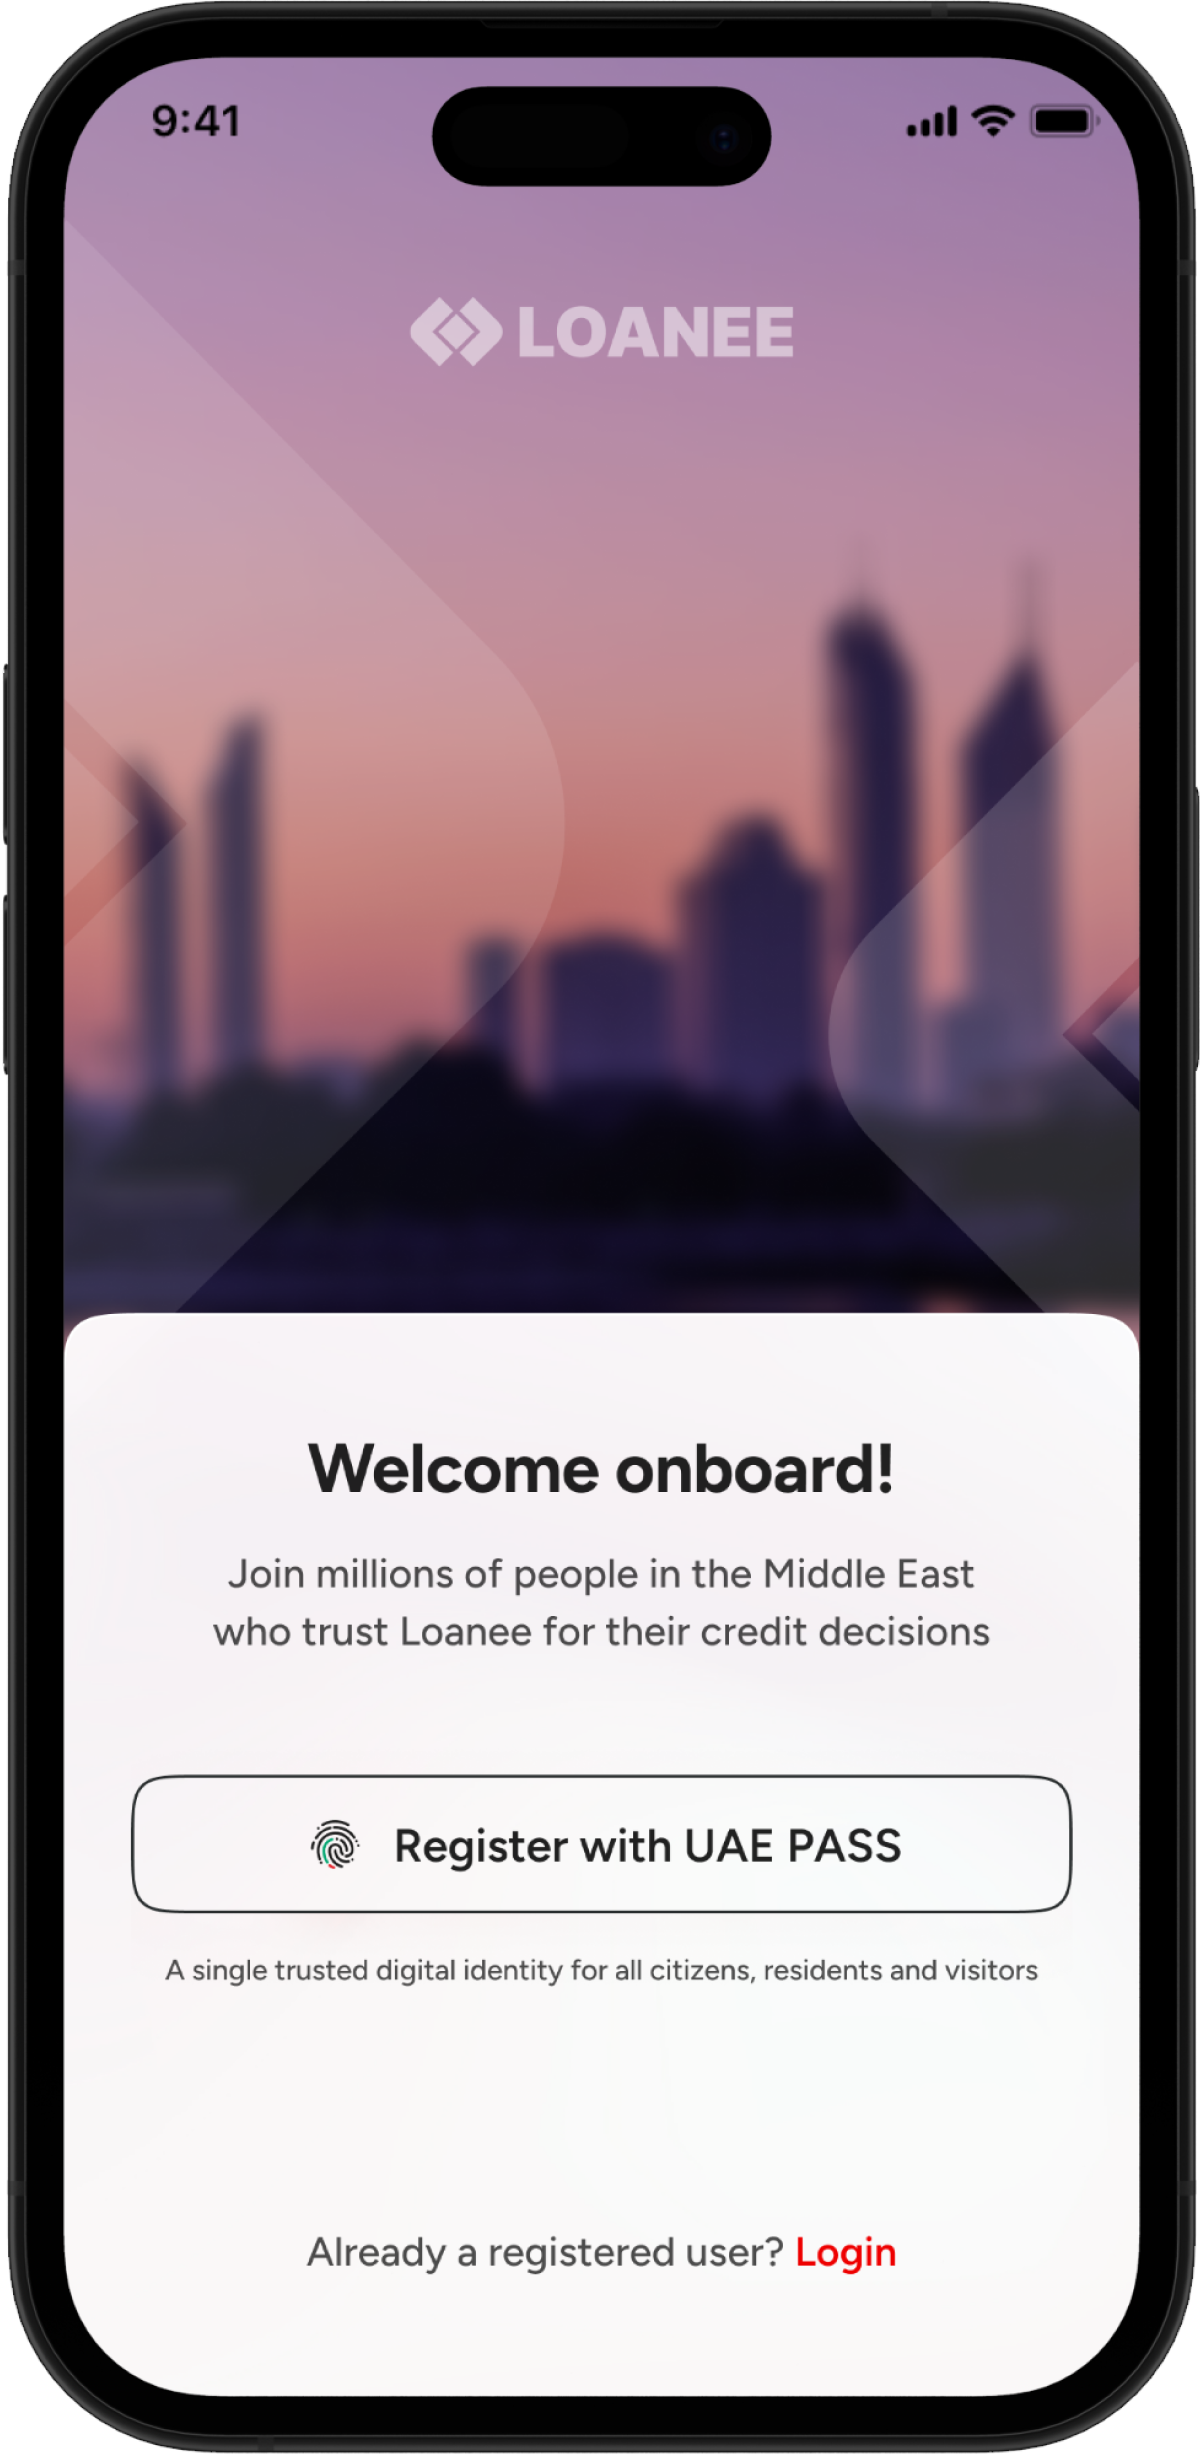 9:41
LOANEE
Welcome onboard!
Join millions of people in the Middle East
who trust Loanee for their credit decisions
Register with UAE PASS
A single trusted digital identity for all citizens, residents and visitors
Already a registered user? Login